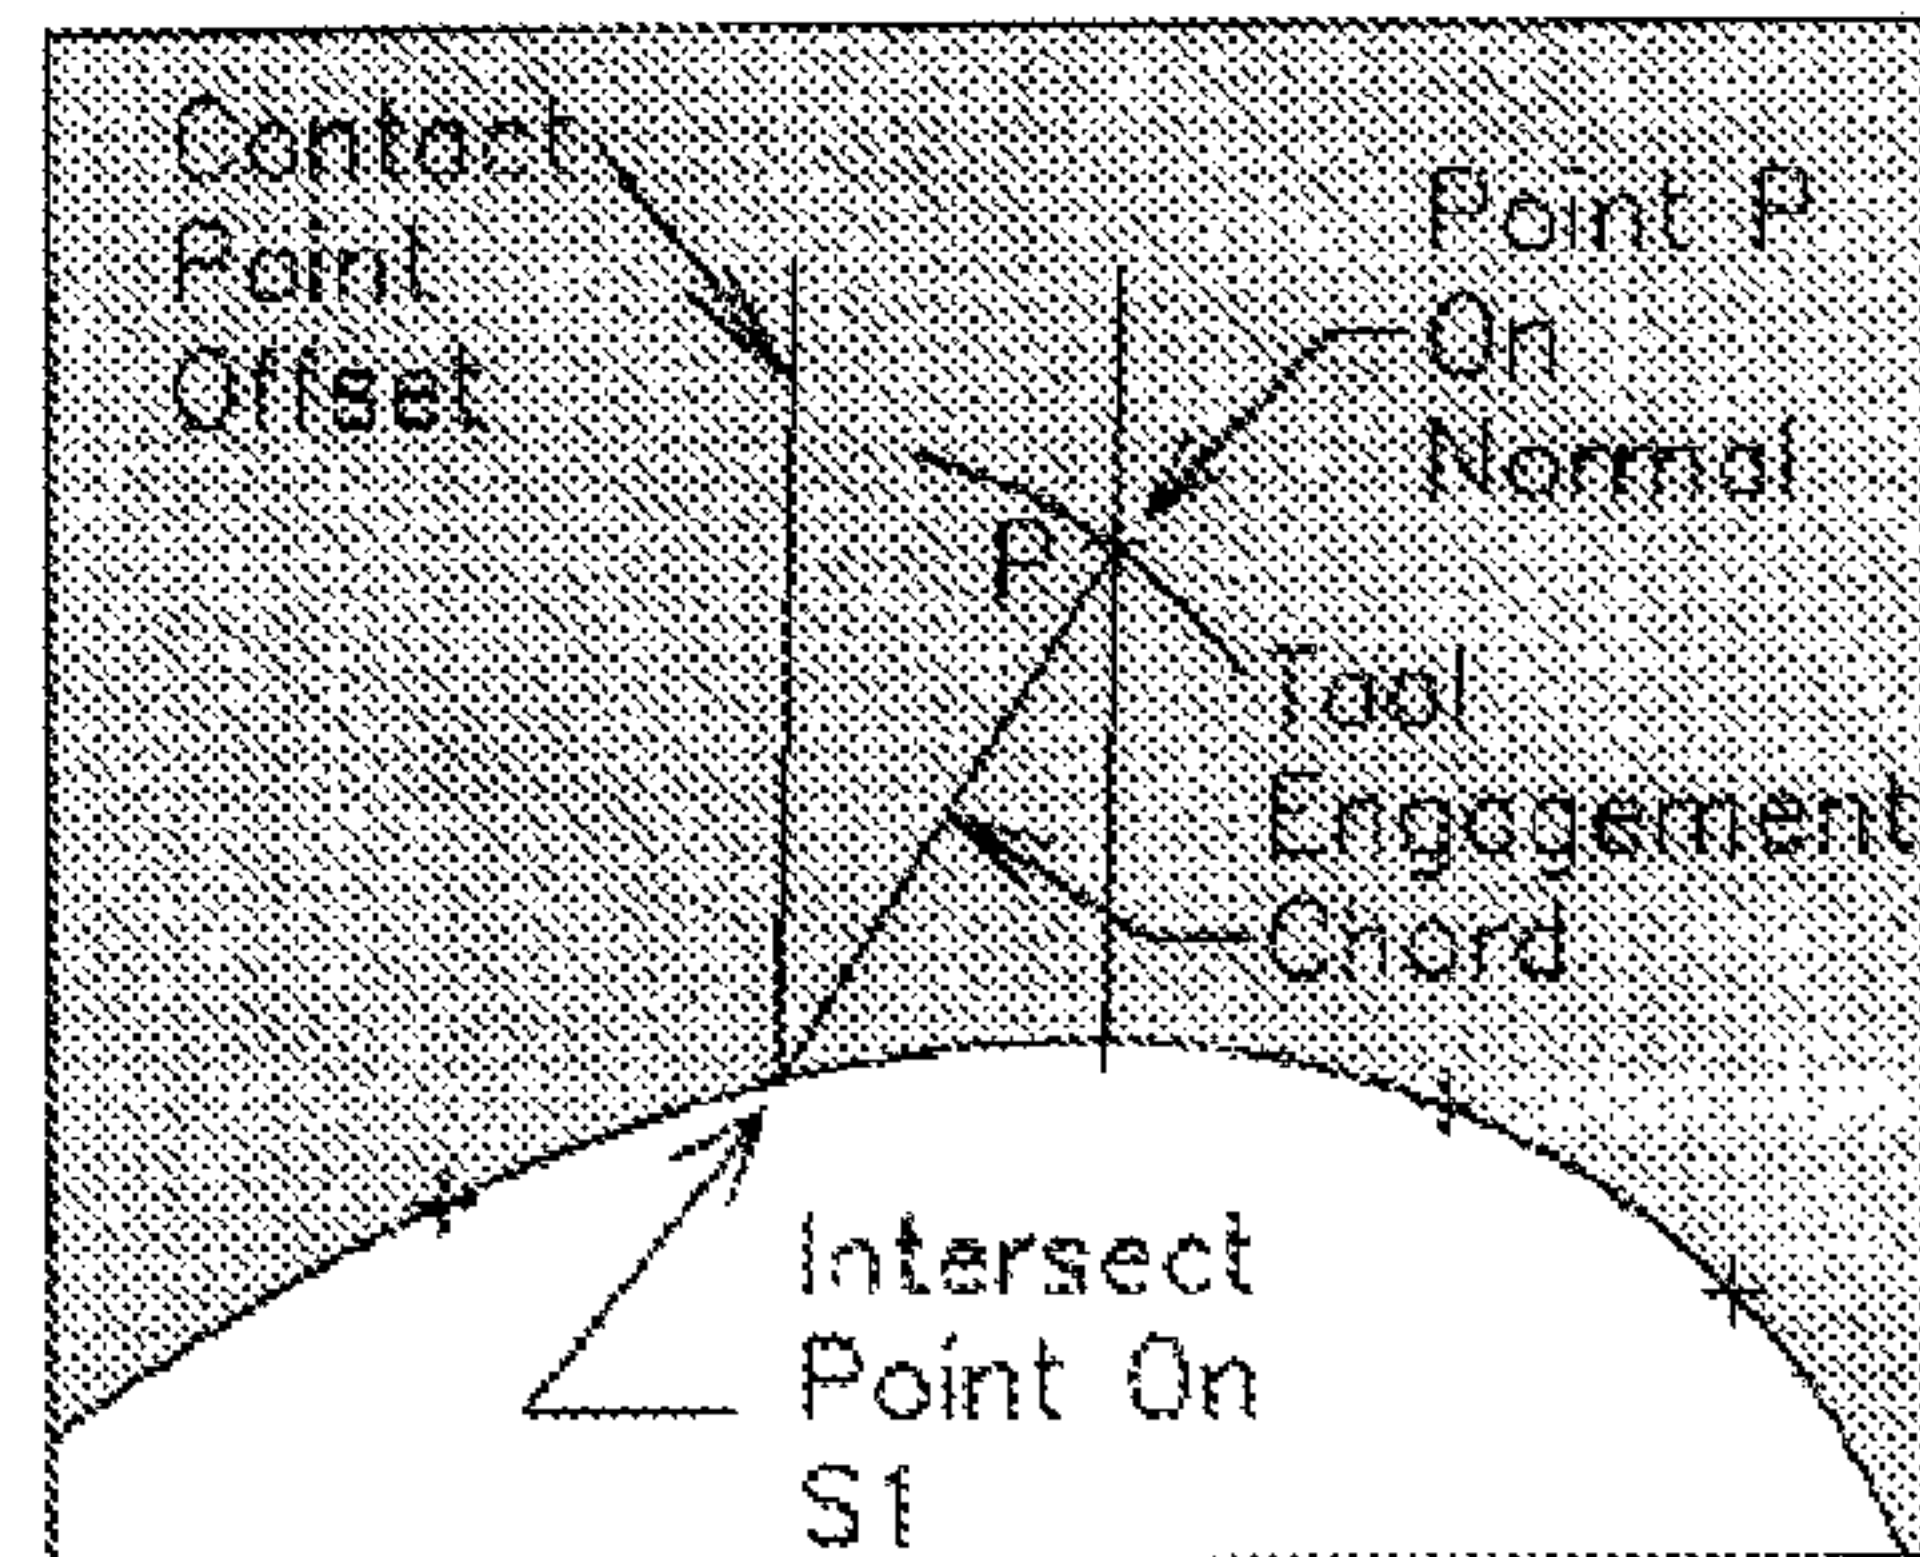 Contact
Point
Offset
Point P
On
Normal
P
Tool
Engagement
Chord
Intersect
Point On
S1